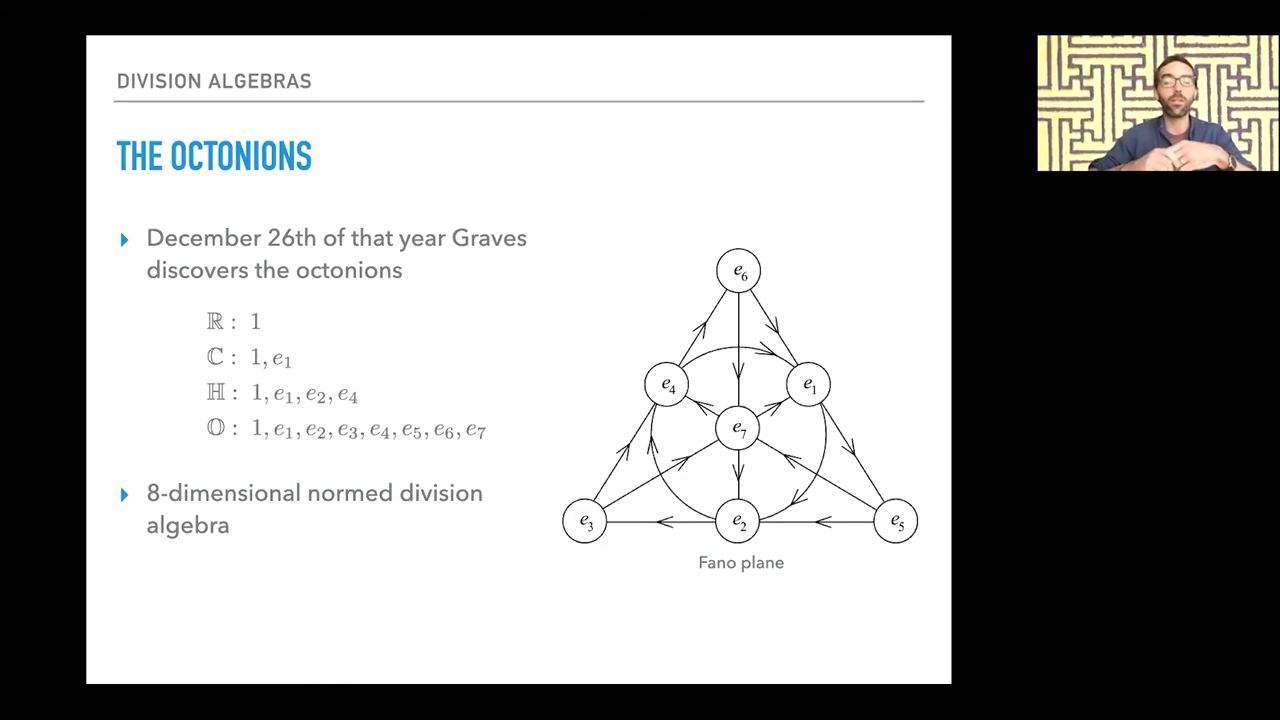 DIVISION ALGEBRAS
THE OCTONIONS
December 26th of that year Graves
discovers the octonions
ℝ : 1
ℂ : 1, e₁
ℍ : 1, e₁, e₂, e₄
𝕆 : 1, e₁, e₂, e₃, e₄, e₅, e₆, e₇
8-dimensional normed division
algebra
e₆
e₄
e₁
e₇
e₃
e₂
e₅
Fano plane